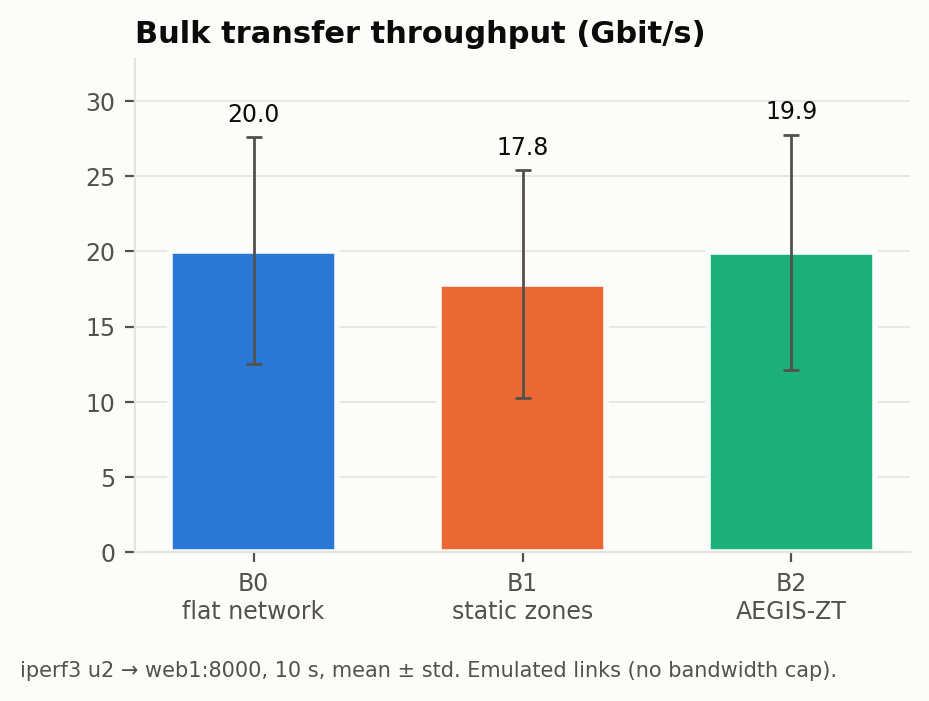 Bulk transfer throughput (Gbit/s)
30
25
20
15
10
5
0
20.0
17.8
19.9
B0
flat network
B1
static zones
B2
AEGIS-ZT
iperf3 u2 → web1:8000, 10 s, mean ± std. Emulated links (no bandwidth cap).